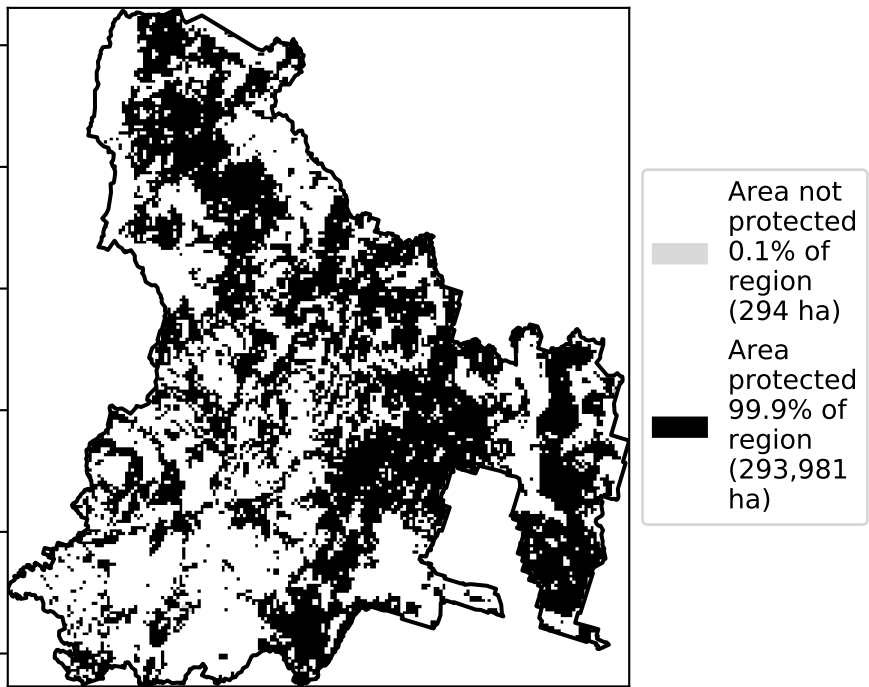 Area not
protected
0.1% of
region
(294 ha)
Area
protected
99.9% of
region
(293,981
ha)